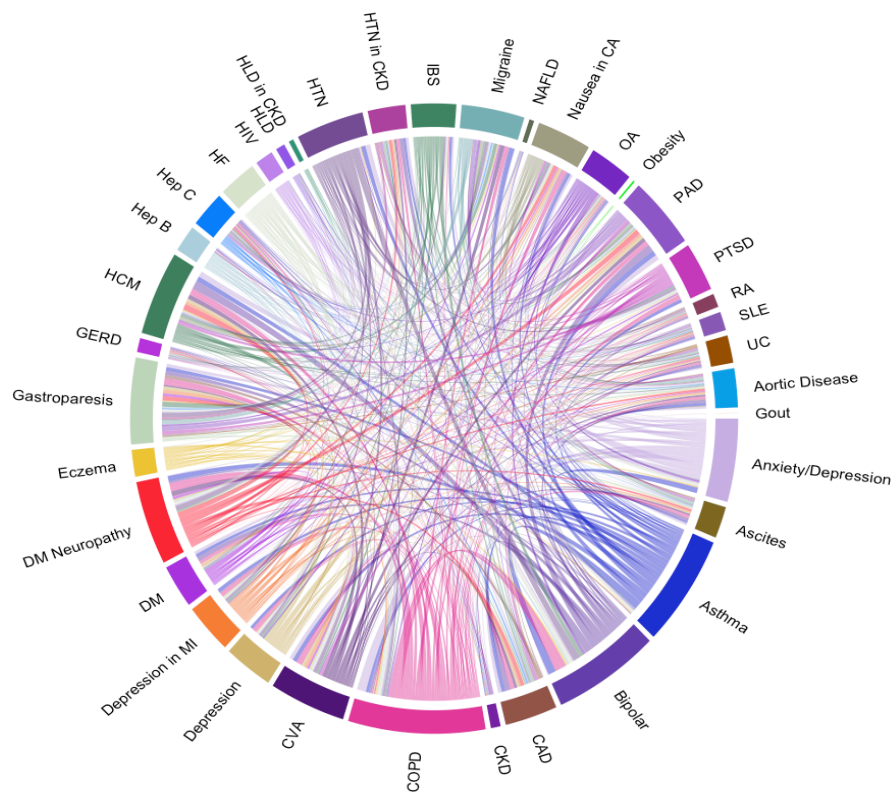 HTN in CKD
IBS
Migraine
NAFLD
Nausea in CA
OA
Obesity
PAD
PTSD
RA
SLE
UC
Aortic Disease
Gout
Anxiety/Depression
Ascites
Asthma
Bipolar
CAD
CKD
COPD
CVA
Depression
Depression in MI
DM
DM Neuropathy
Eczema
Gastroparesis
GERD
HCM
Hep B
Hep C
HF
HIV
HLD
HLD in CKD
HTN